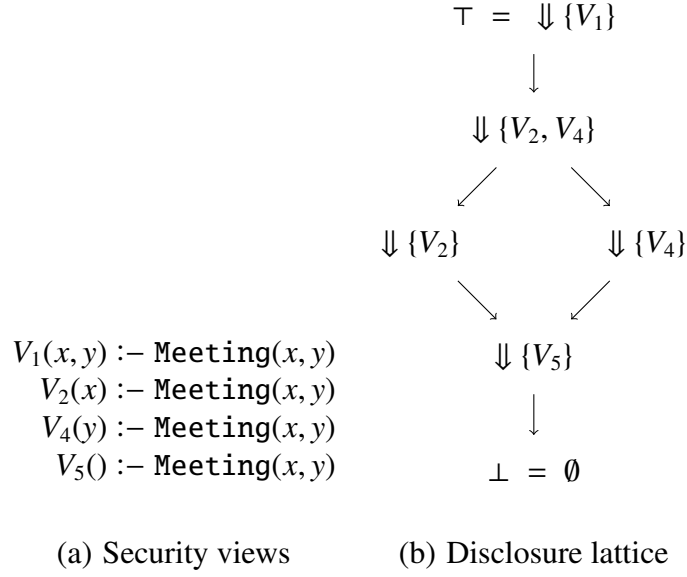 ⊤ = ⇓{V₁}
⇓{V₂, V₄}
⇓{V₂}
⇓{V₄}
⇓{V₅}
⊥ = ∅
V₁(x, y) :− Meeting(x, y)
V₂(x) :− Meeting(x, y)
V₄(y) :− Meeting(x, y)
V₅() :− Meeting(x, y)
(a) Security views
(b) Disclosure lattice